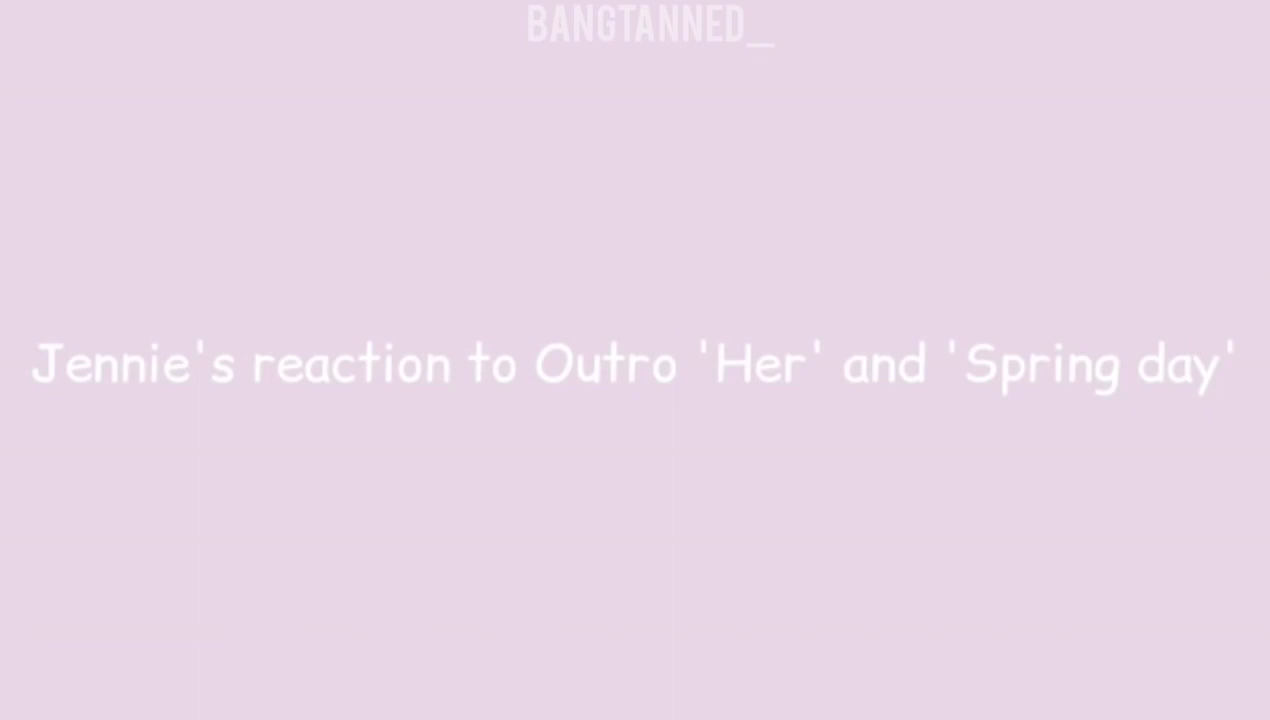 BANGTANNED_
Jennie's reaction to Outro 'Her' and 'Spring day'